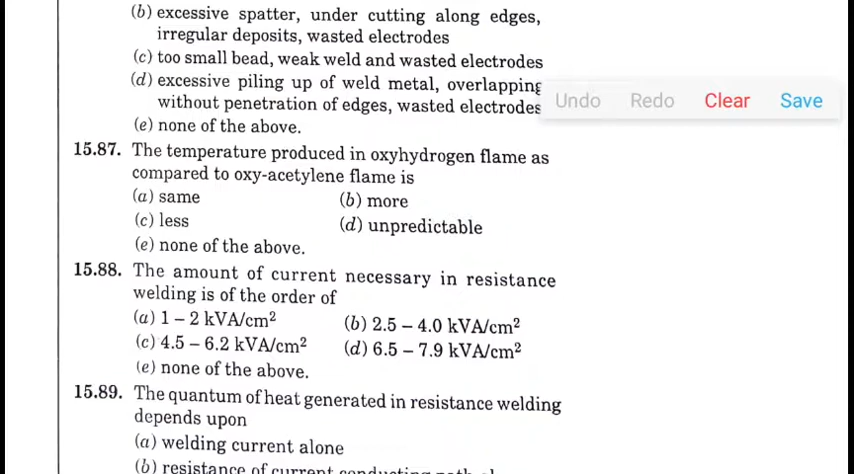 (b) excessive spatter, under cutting along edges,
irregular deposits, wasted electrodes
(c) too small bead, weak weld and wasted electrodes
(d) excessive piling up of weld metal, overlapping
without penetration of edges, wasted electrodes
Undo Redo Clear Save
(e) none of the above.
15.87. The temperature produced in oxyhydrogen flame as
compared to oxy-acetylene flame is
(a) same (b) more
(c) less (d) unpredictable
(e) none of the above.
15.88. The amount of current necessary in resistance
welding is of the order of
(a) 1 – 2 kVA/cm² (b) 2.5 – 4.0 kVA/cm²
(c) 4.5 – 6.2 kVA/cm² (d) 6.5 – 7.9 kVA/cm²
(e) none of the above.
15.89. The quantum of heat generated in resistance welding
depends upon
(a) welding current alone
(b) resistance of current conducting path